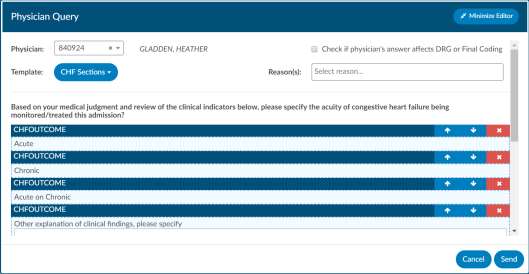 Physician Query
Minimize Editor
Physician: 840924 × GLADDEN, HEATHER Check if physician's answer affects DRG or Final Coding
Template: CHF Sections Reason(s): Select reason...
Based on your medical judgment and review of the clinical indicators below, please specify the acuity of congestive heart failure being
monitored/treated this admission?
CHFOUTCOME
Acute
CHFOUTCOME
Chronic
CHFOUTCOME
Acute on Chronic
CHFOUTCOME
Other explanation of clinical findings, please specify
Cancel Send